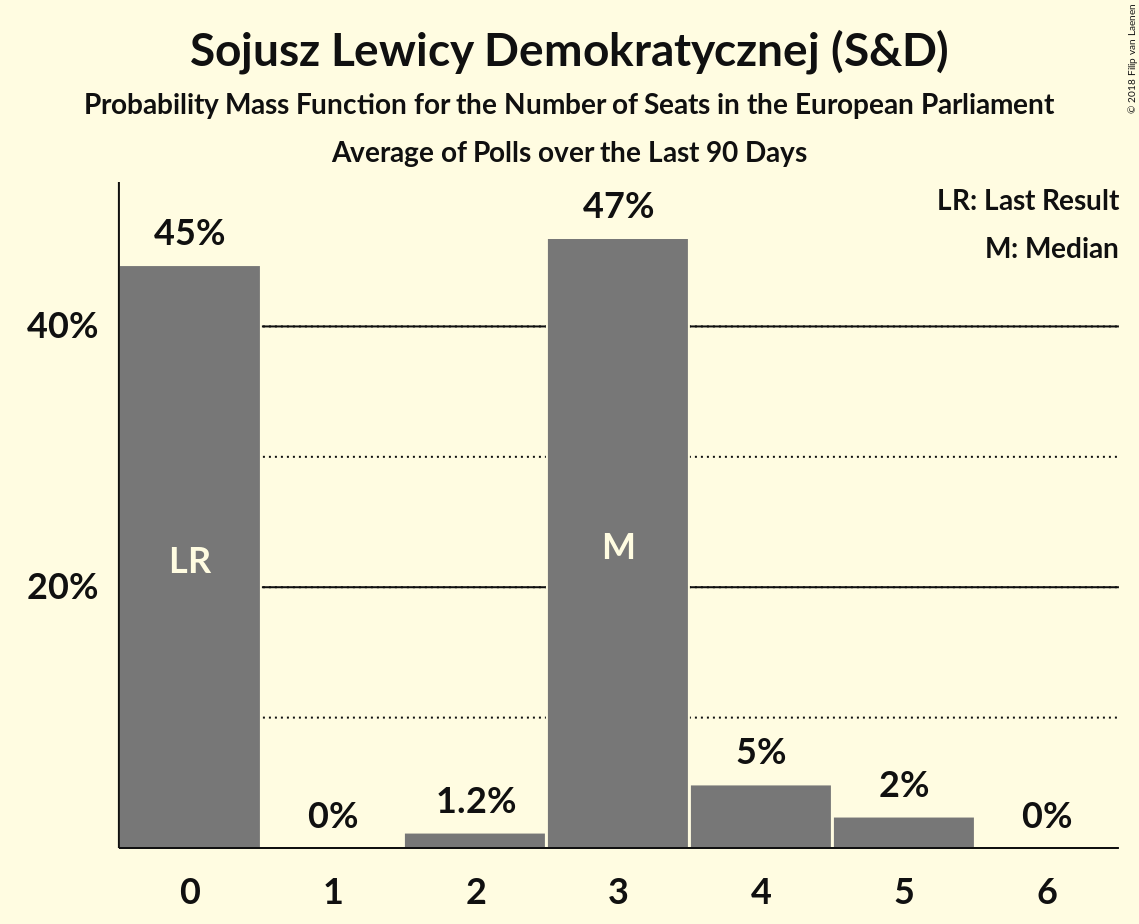 Sojusz Lewicy Demokratycznej (S&D)
Probability Mass Function for the Number of Seats in the European Parliament
Average of Polls over the Last 90 Days
© 2018 Filip van Laenen
LR: Last Result
M: Median
45%
0%
1.2%
47%
5%
2%
0%
40%
20%
LR
M
0 1 2 3 4 5 6